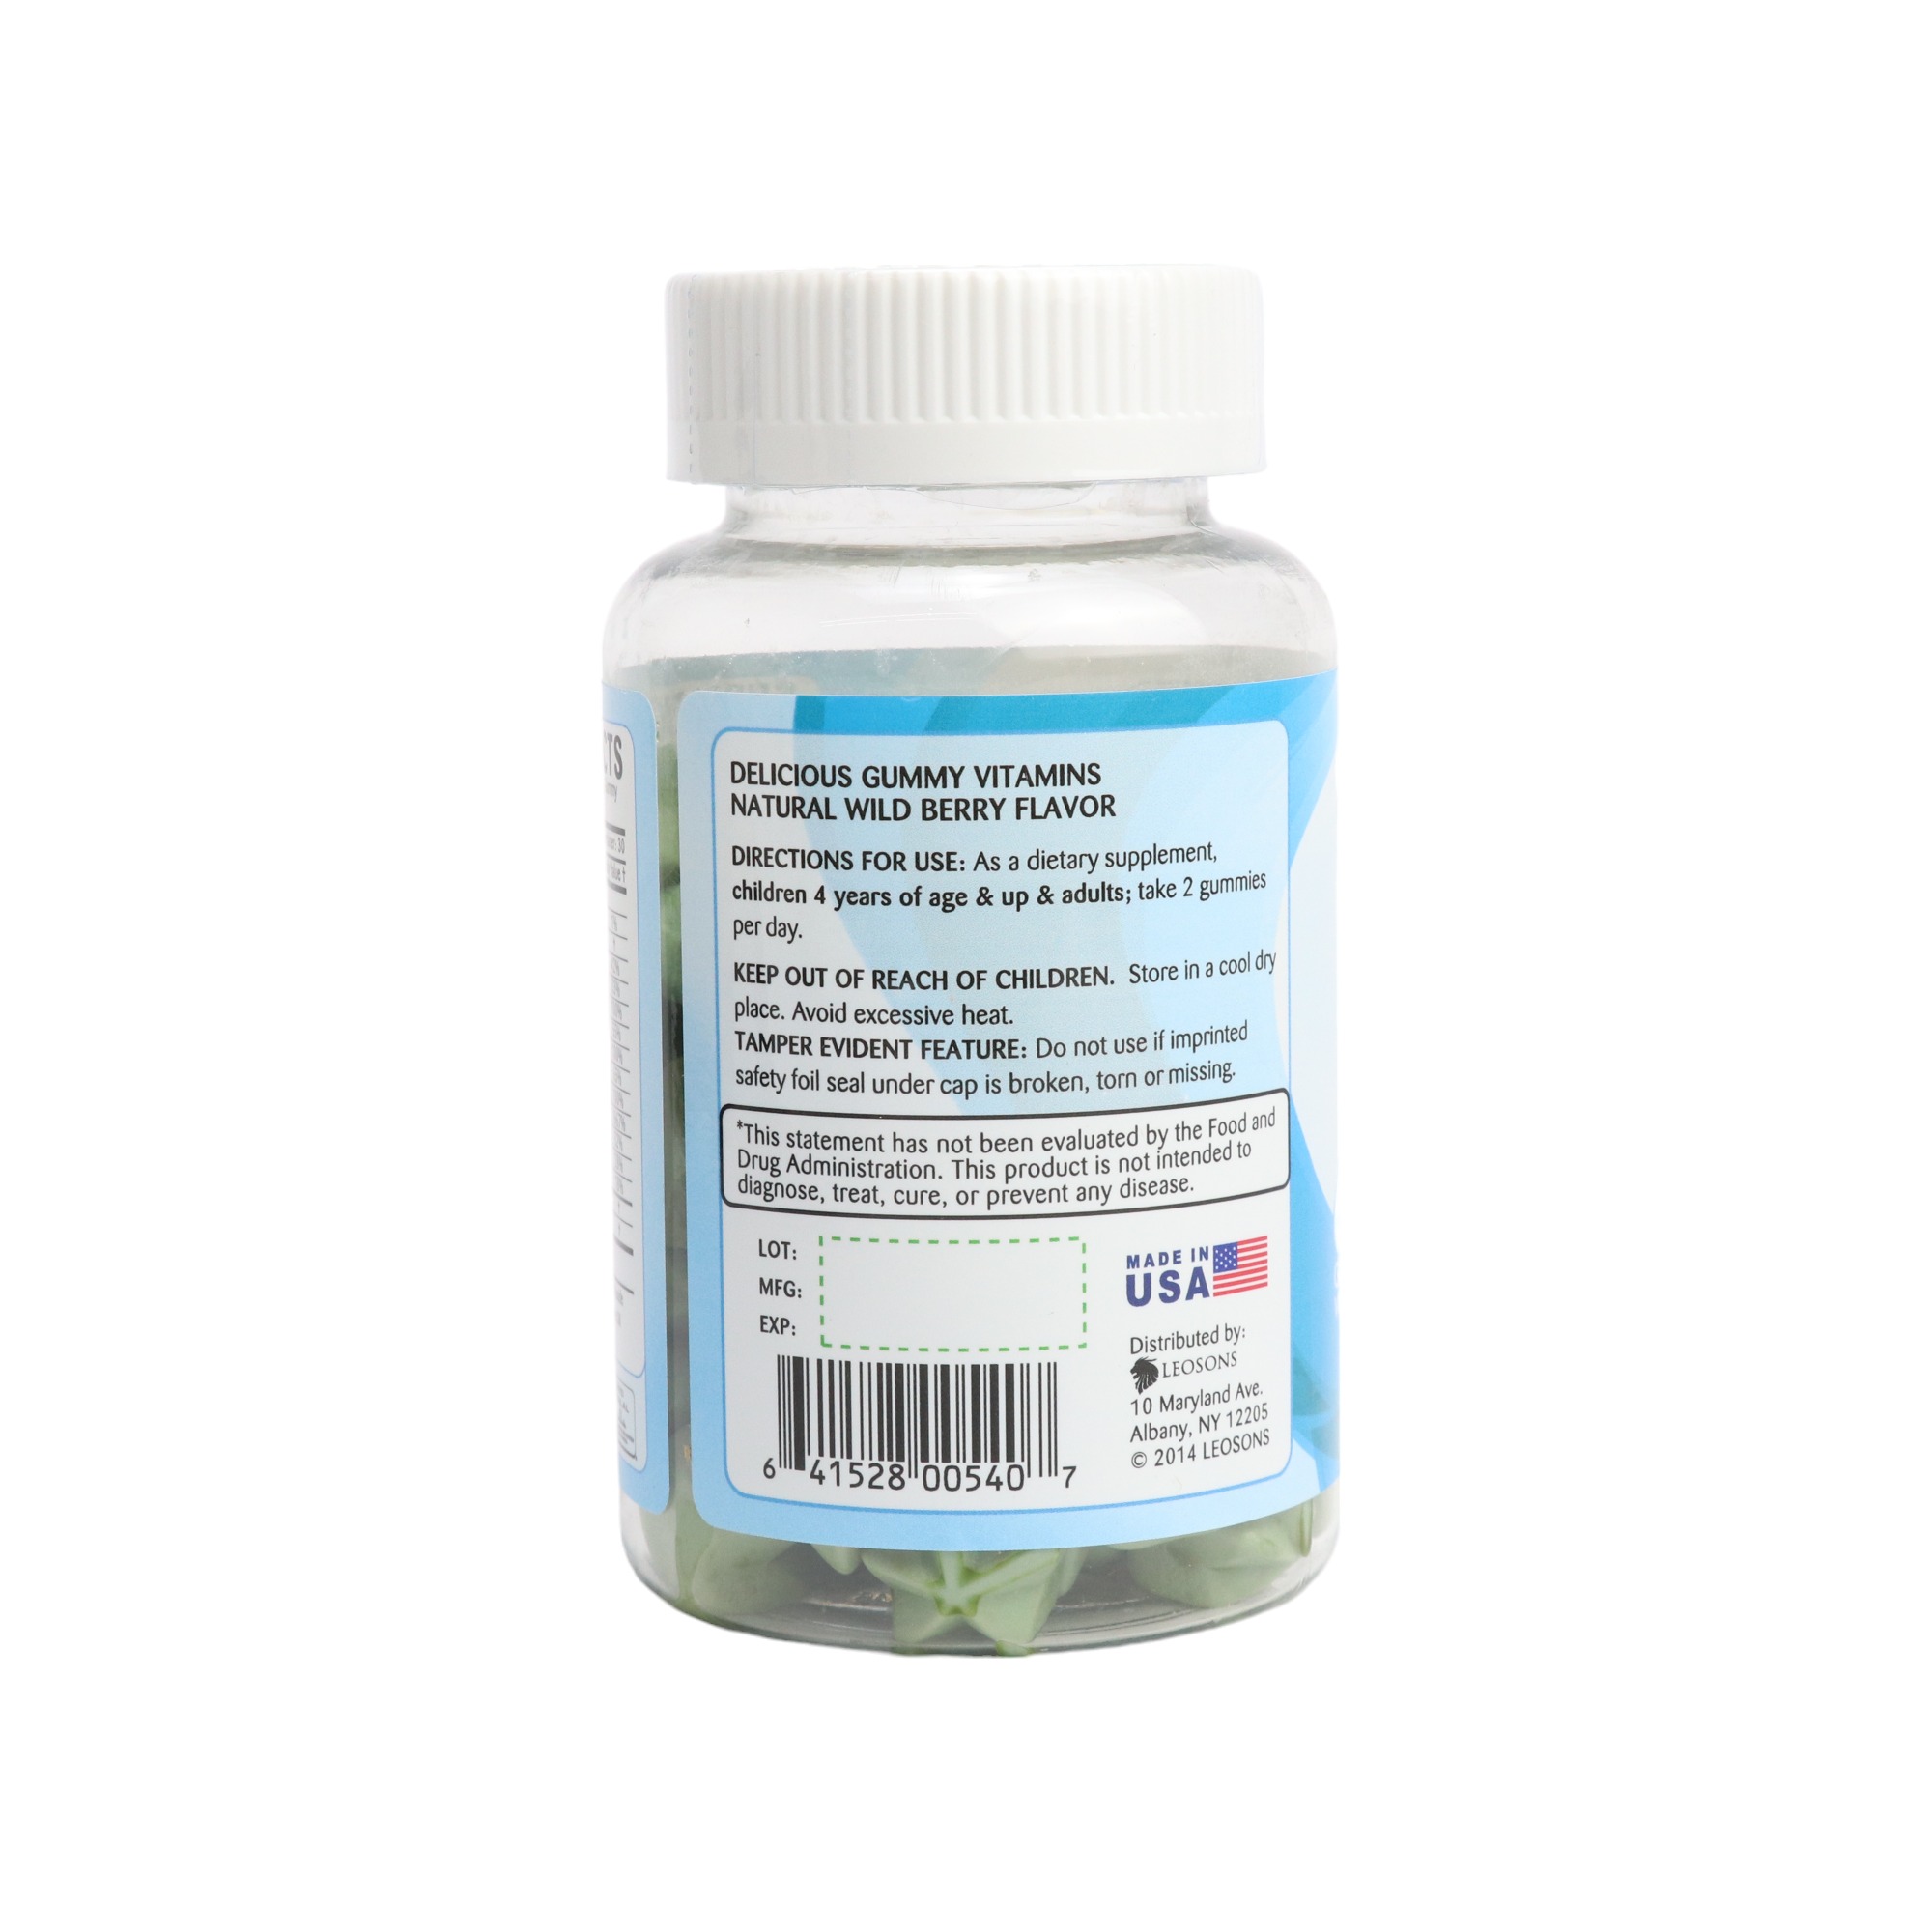 DELICIOUS GUMMY VITAMINS
NATURAL WILD BERRY FLAVOR
DIRECTIONS FOR USE: As a dietary supplement,
children 4 years of age & up & adults; take 2 gummies
per day.
KEEP OUT OF REACH OF CHILDREN. Store in a cool dry
place. Avoid excessive heat.
TAMPER EVIDENT FEATURE: Do not use if imprinted
safety foil seal under cap is broken, torn or missing.
*This statement has not been evaluated by the Food and
Drug Administration. This product is not intended to
diagnose, treat, cure, or prevent any disease.
LOT:
MFG:
EXP:
6 41528 00540 7
MADE IN
USA
Distributed by:
LEOSONS
10 Maryland Ave.
Albany, NY 12205
© 2014 LEOSONS